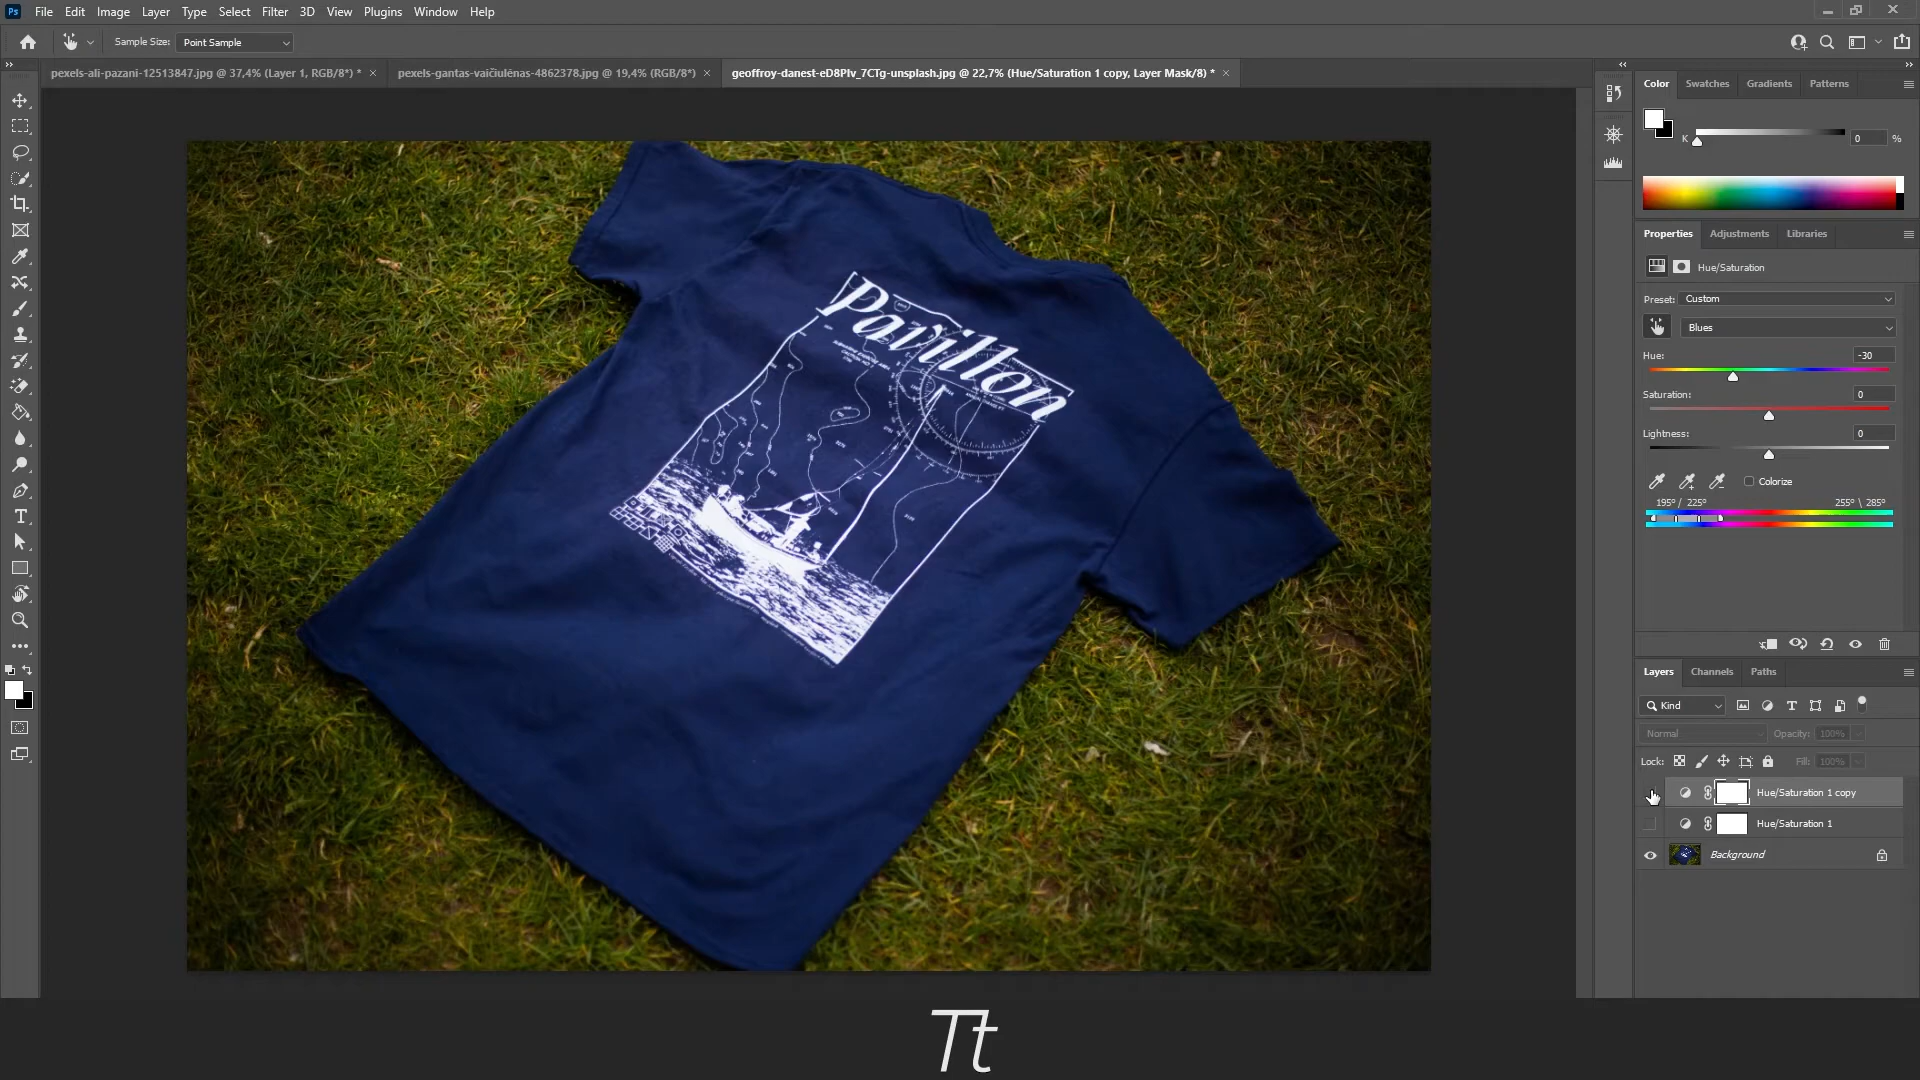 Ps File Edit Image Layer Type Select Filter 3D View Plugins Window Help
Sample Size: Point Sample
pexels-ali-pazani-12513847.jpg @ 37,4% (Layer 1, RGB/8*) *
pexels-gantas-vaičiulėnas-4862378.jpg @ 19,4% (RGB/8*)
geoffroy-danest-eD8PIv_7CTg-unsplash.jpg @ 22,7% (Hue/Saturation 1 copy, Layer Mask/8) *
Color Swatches Gradients Patterns
K 0 %
Properties Adjustments Libraries
Hue/Saturation
Preset: Custom
Blues
Hue: -30
Saturation: 0
Lightness: 0
Colorize
195° / 225° 255° \ 285°
Layers Channels Paths
Kind
Normal Opacity: 100%
Lock: Fill: 100%
Hue/Saturation 1 copy
Hue/Saturation 1
Background
Pavillon
Tt